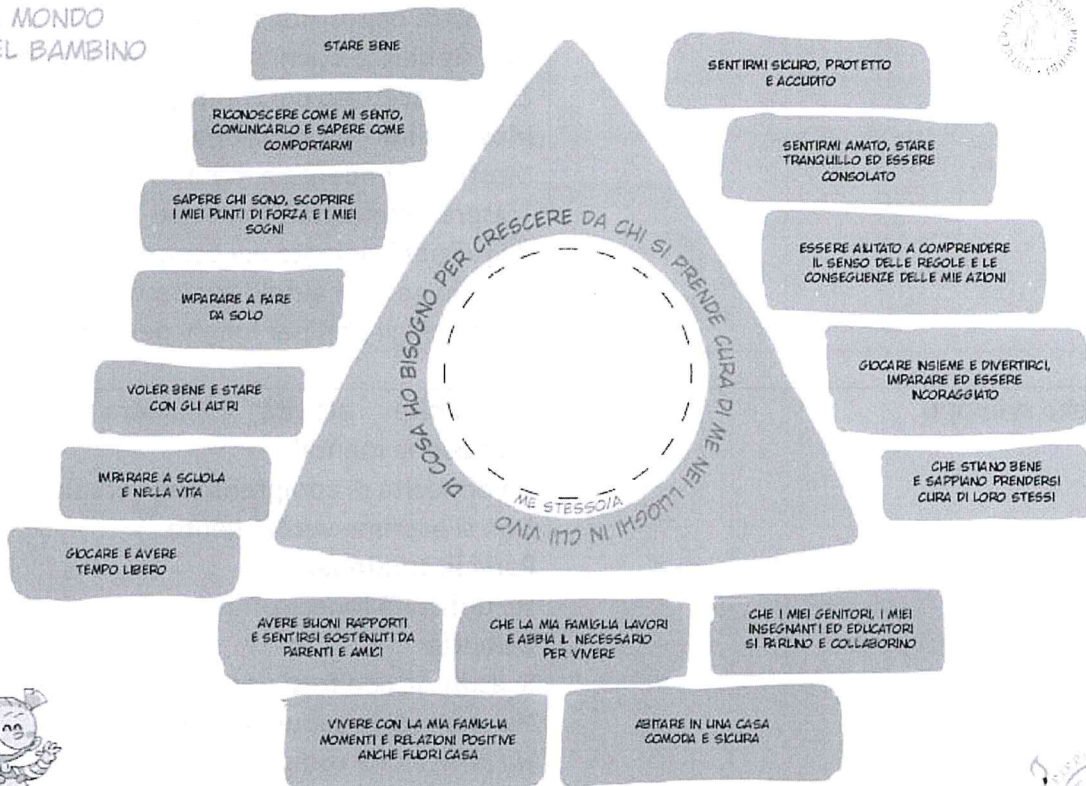 MONDO
EL BAMBINO
STARE BENE
RICONOSCERE COME MI SENTO,
COMUNICARLO E SAPERE COME
COMPORTARMI
SAPERE CHI SONO, SCOPRIRE
I MIEI PUNTI DI FORZA E I MIEI
SOGNI
IMPARARE A FARE
DA SOLO
VOLER BENE E STARE
CON GLI ALTRI
IMPARARE A SCUOLA
E NELLA VITA
GIOCARE E AVERE
TEMPO LIBERO
DI COSA HO BISOGNO PER CRESCERE DA CHI SI PRENDE CURA DI ME NEI LUOGHI IN CUI VIVO
ME STESSO/A
SENTIRMI SICURO, PROTETTO
E ACCUDITO
SENTIRMI AMATO, STARE
TRANQUILLO ED ESSERE
CONSOLATO
ESSERE AIUTATO A COMPRENDERE
IL SENSO DELLE REGOLE E LE
CONSEGUENZE DELLE MIE AZIONI
GIOCARE INSIEME E DIVERTIRCI,
IMPARARE ED ESSERE
INCORAGGIATO
CHE STIANO BENE
E SAPPIANO PRENDERSI
CURA DI LORO STESSI
AVERE BUONI RAPPORTI
E SENTIRSI SOSTENUTI DA
PARENTI E AMICI
CHE LA MIA FAMIGLIA LAVORI
E ABBIA IL NECESSARIO
PER VIVERE
CHE I MIEI GENITORI, I MIEI
INSEGNANTI ED EDUCATORI
SI PARLINO E COLLABORINO
VIVERE CON LA MIA FAMIGLIA
MOMENTI E RELAZIONI POSITIVE
ANCHE FUORI CASA
ABITARE IN UNA CASA
COMODA E SICURA